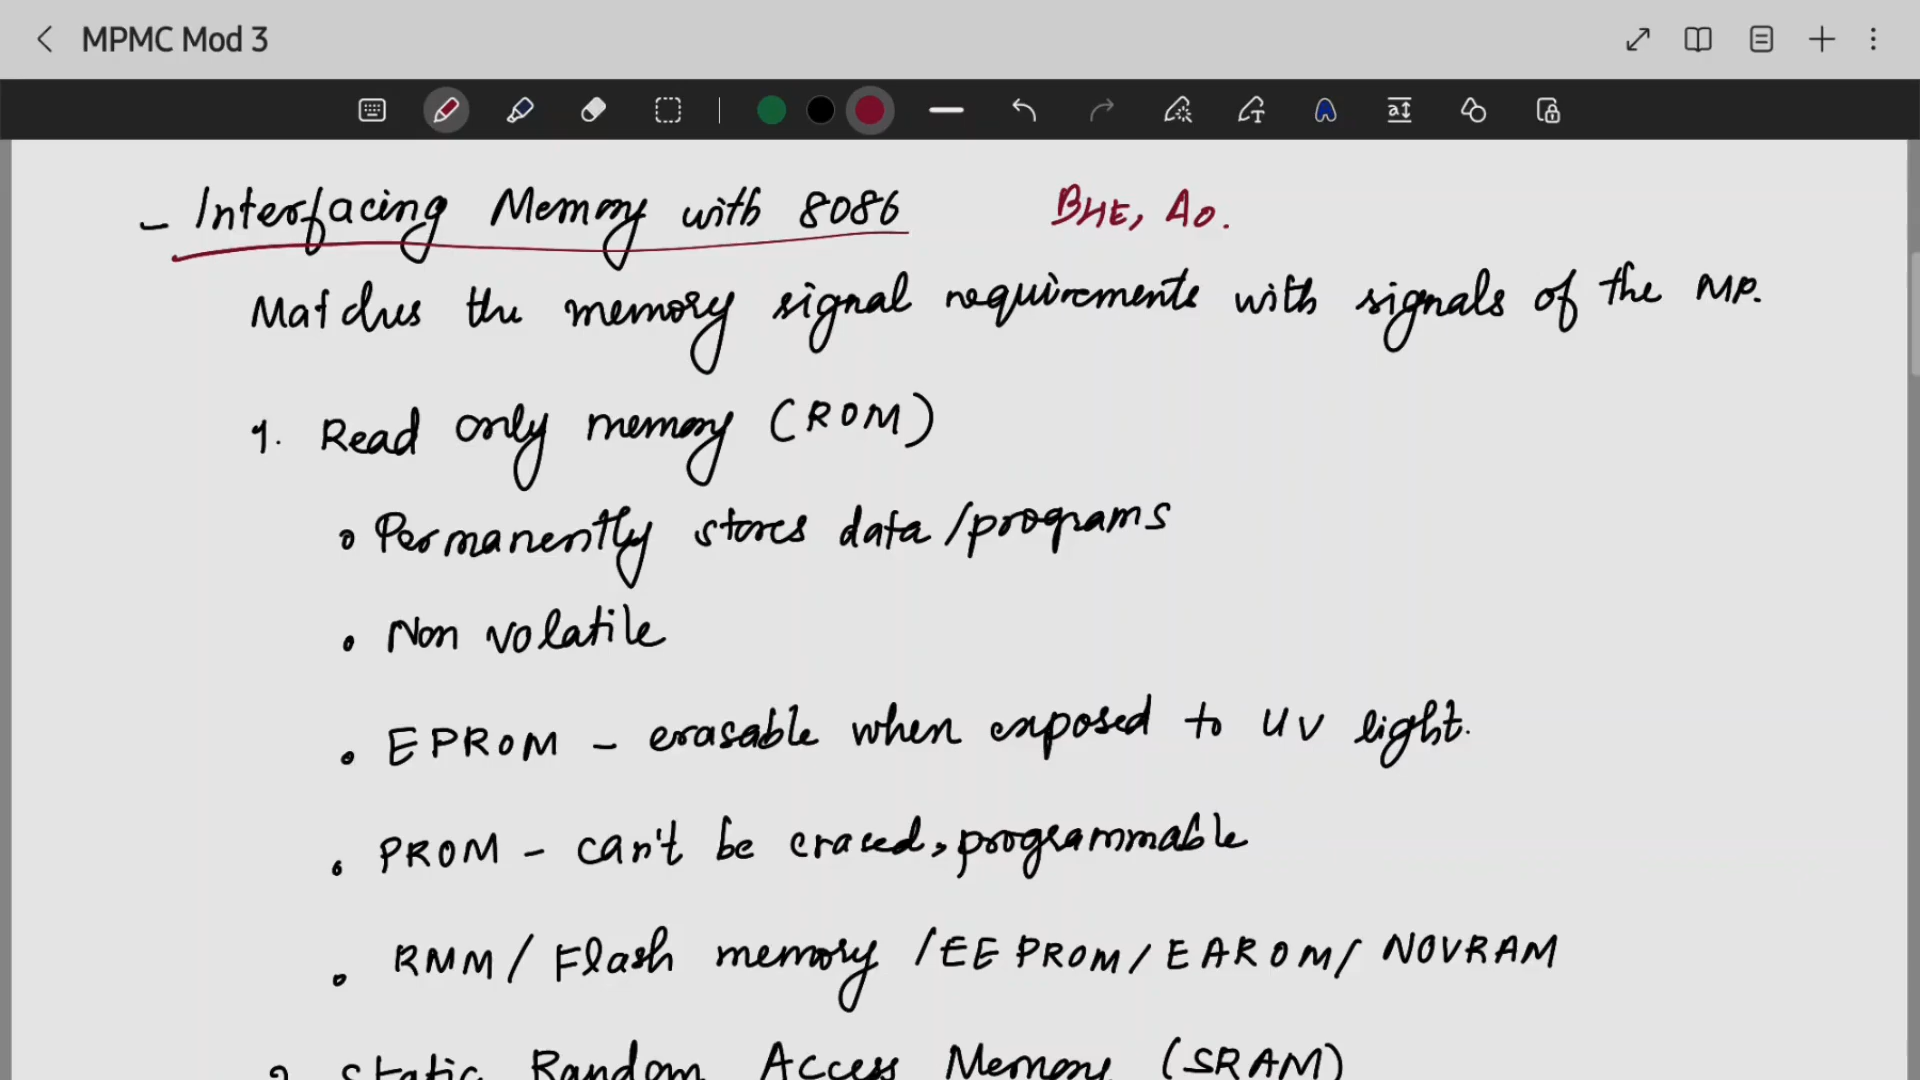 MPMC Mod 3
- Interfacing Memory with 8086 BHE, A0.
Matches the memory signal requirements with signals of the MP.
1. Read only memory (ROM)
• Permanently stores data/programs
• Non volatile
• EPROM - erasable when exposed to UV light.
• PROM - can't be erased, programmable
• RMM/Flash memory/EEPROM/EAROM/NOVRAM
2. Static Random Access Memory (SRAM)